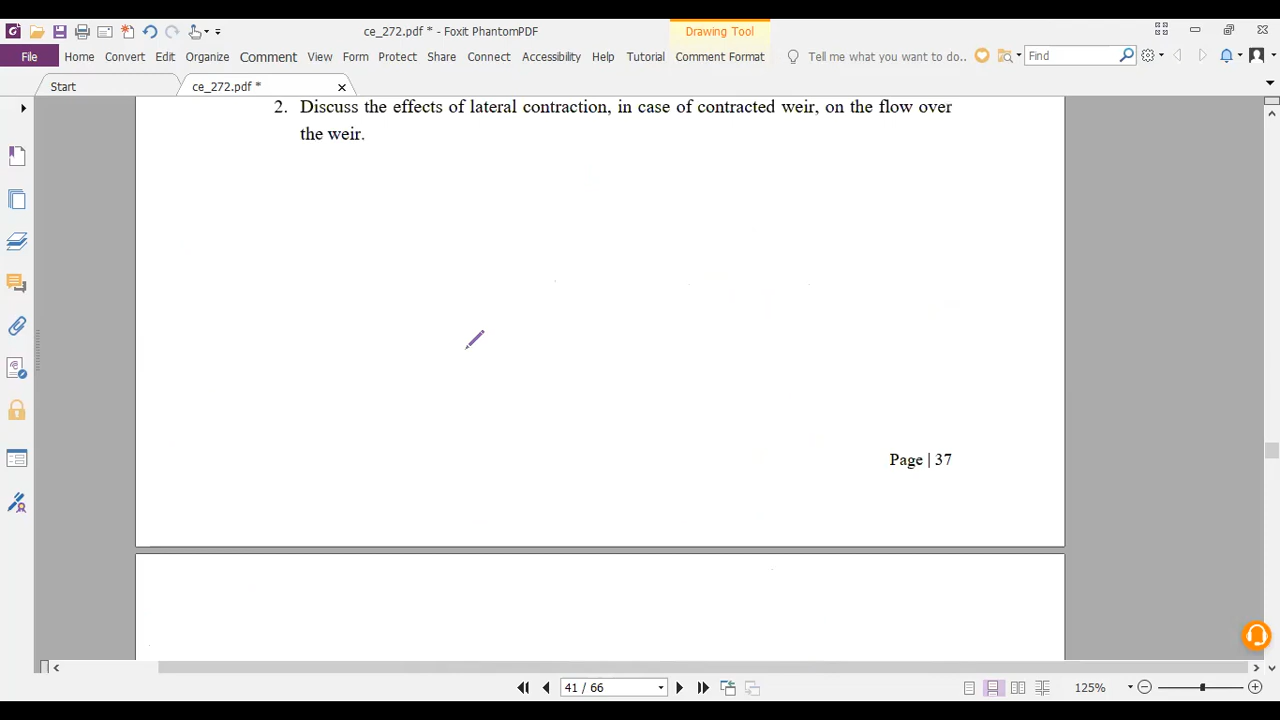 ce_272.pdf * - Foxit PhantomPDF
Drawing Tool
File Home Convert Edit Organize Comment View Form Protect Share Connect Accessibility Help Tutorial Comment Format Tell me what you want to do... Find
Start ce_272.pdf *
2. Discuss the effects of lateral contraction, in case of contracted weir, on the flow over
the weir.
Page | 37
41 / 66 125%